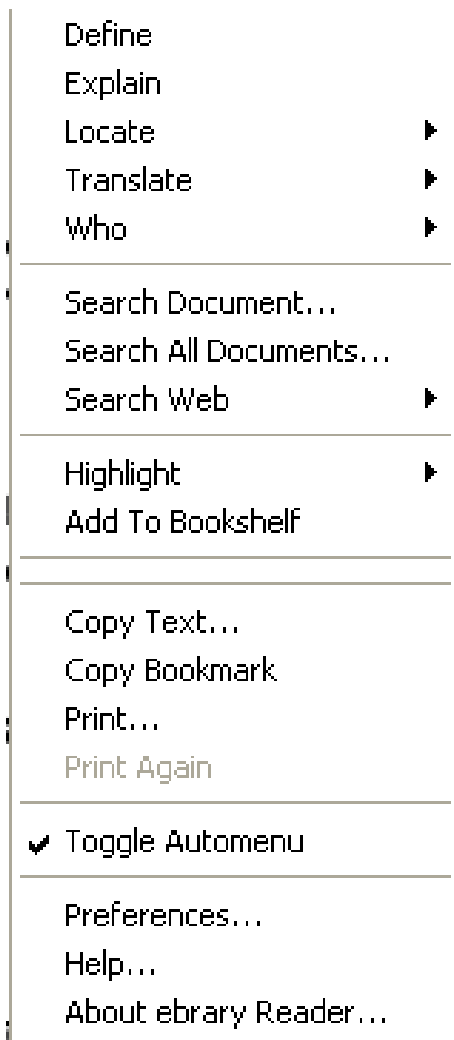 Define
Explain
Locate
Translate
Who
Search Document...
Search All Documents...
Search Web
Highlight
Add To Bookshelf
Copy Text...
Copy Bookmark
Print...
Print Again
Toggle Automenu
Preferences...
Help...
About ebrary Reader...